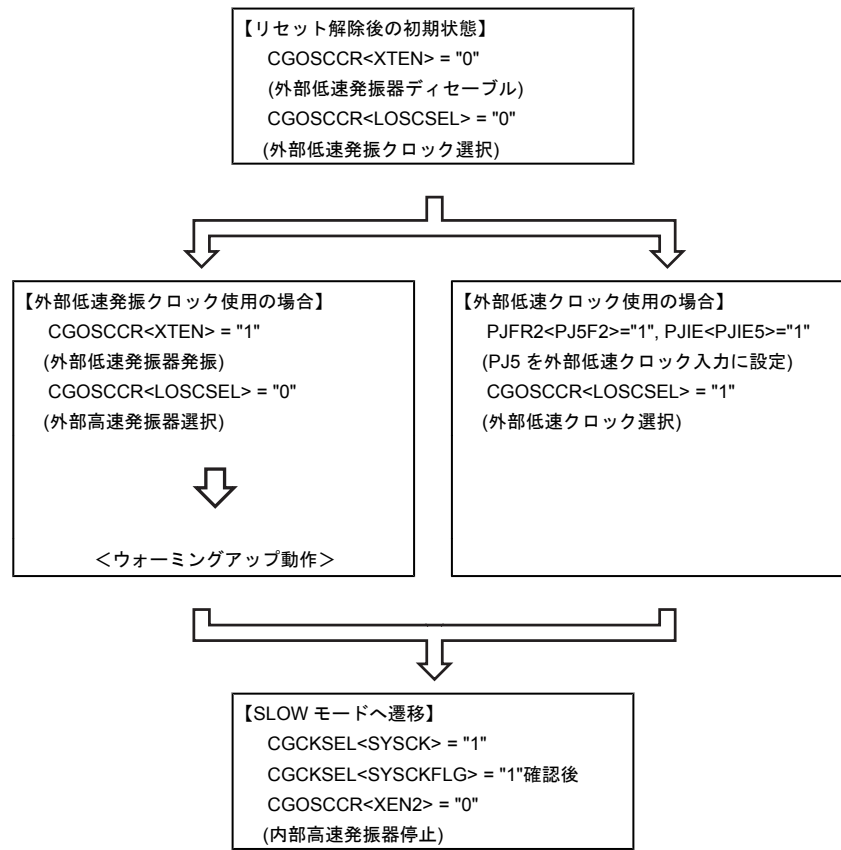 【リセット解除後の初期状態】
CGOSCCR<XTEN> = "0"
(外部低速発振器ディセーブル)
CGOSCCR<LOSCSEL> = "0"
(外部低速発振クロック選択)
【外部低速発振クロック使用の場合】
CGOSCCR<XTEN> = "1"
(外部低速発振器発振)
CGOSCCR<LOSCSEL> = "0"
(外部高速発振器選択)
＜ウォーミングアップ動作＞
【外部低速クロック使用の場合】
PJFR2<PJ5F2>="1", PJIE<PJIE5>="1"
(PJ5 を外部低速クロック入力に設定)
CGOSCCR<LOSCSEL> = "1"
(外部低速クロック選択)
【SLOW モードへ遷移】
CGCKSEL<SYSCK> = "1"
CGCKSEL<SYSCKFLG> = "1"確認後
CGOSCCR<XEN2> = "0"
(内部高速発振器停止)